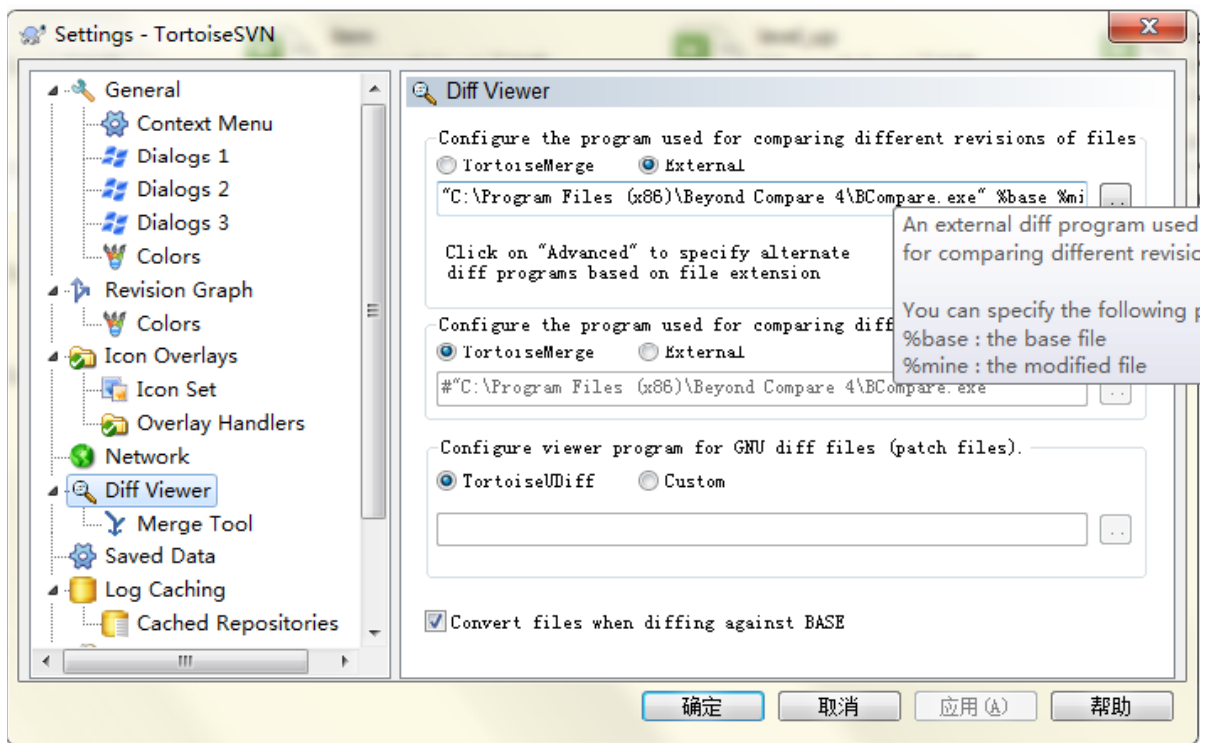 Settings - TortoiseSVN
General
Context Menu
Dialogs 1
Dialogs 2
Dialogs 3
Colors
Revision Graph
Colors
Icon Overlays
Icon Set
Overlay Handlers
Network
Diff Viewer
Merge Tool
Saved Data
Log Caching
Cached Repositories
Diff Viewer
Configure the program used for comparing different revisions of files
TortoiseMerge External
"C:\Program Files (x86)\Beyond Compare 4\BCompare.exe" %base %mi ..
An external diff program used
for comparing different revisio
You can specify the following p
%base : the base file
%mine : the modified file
Click on "Advanced" to specify alternate
diff programs based on file extension
Configure the program used for comparing diff
TortoiseMerge External
#"C:\Program Files (x86)\Beyond Compare 4\BCompare.exe ..
Configure viewer program for GNU diff files (patch files).
TortoiseUDiff Custom
..
Convert files when diffing against BASE
确定 取消 应用(A) 帮助